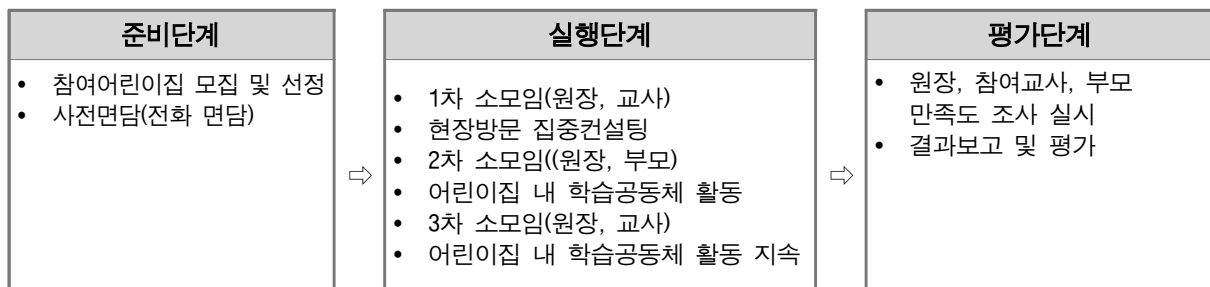 준비단계
• 참여어린이집 모집 및 선정
• 사전면담(전화 면담)
⇨
실행단계
• 1차 소모임(원장, 교사)
• 현장방문 집중컨설팅
• 2차 소모임((원장, 부모)
• 어린이집 내 학습공동체 활동
• 3차 소모임(원장, 교사)
• 어린이집 내 학습공동체 활동 지속
⇨
평가단계
• 원장, 참여교사, 부모
만족도 조사 실시
• 결과보고 및 평가